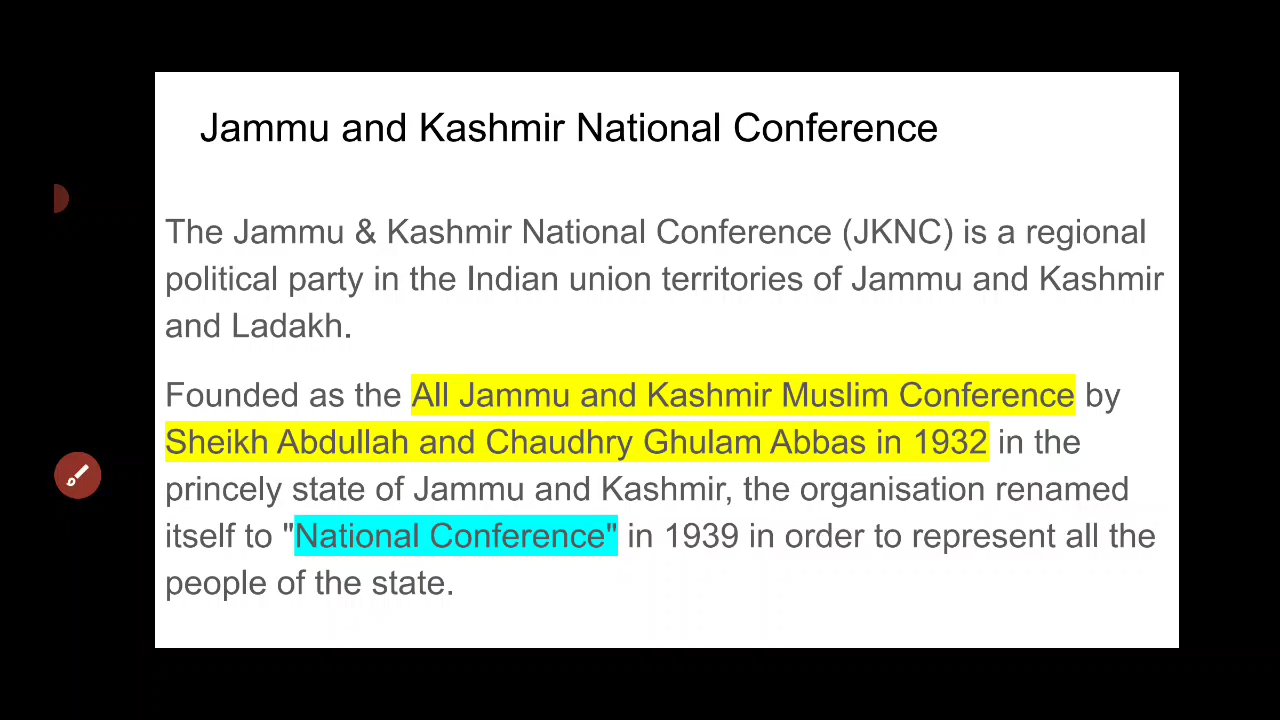 Jammu and Kashmir National Conference
The Jammu & Kashmir National Conference (JKNC) is a regional
political party in the Indian union territories of Jammu and Kashmir
and Ladakh.
Founded as the All Jammu and Kashmir Muslim Conference by
Sheikh Abdullah and Chaudhry Ghulam Abbas in 1932 in the
princely state of Jammu and Kashmir, the organisation renamed
itself to "National Conference" in 1939 in order to represent all the
people of the state.